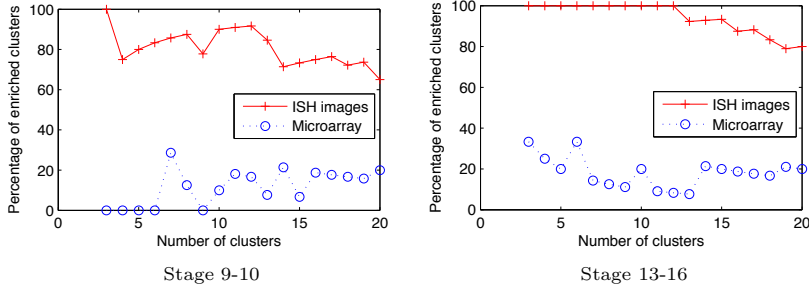 Percentage of enriched clusters
100
80
60
40
20
0
ISH images
Microarray
0 5 10 15 20
Number of clusters
Stage 9-10
Percentage of enriched clusters
100
80
60
40
20
0
ISH images
Microarray
0 5 10 15 20
Number of clusters
Stage 13-16